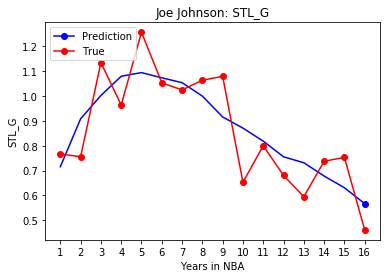 Joe Johnson: STL_G
Prediction
True
STL_G
1.2
1.1
1.0
0.9
0.8
0.7
0.6
0.5
1 2 3 4 5 6 7 8 9 10 11 12 13 14 15 16
Years in NBA